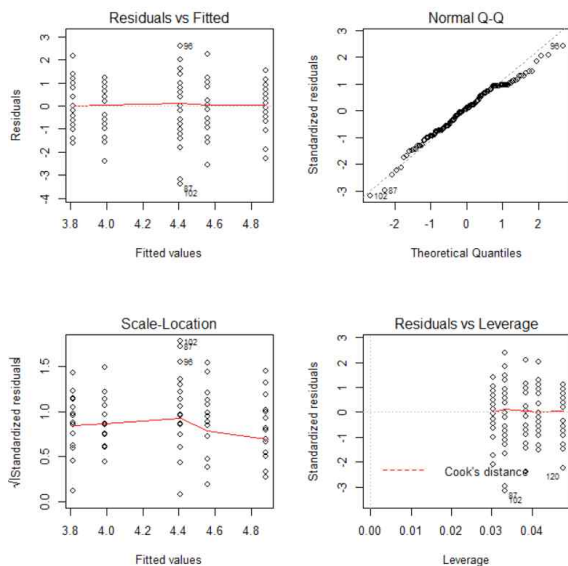 Residuals vs Fitted
Residuals
3
2
1
0
-1
-2
-3
-4
96
87
102
3.8 4.0 4.2 4.4 4.6 4.8
Fitted values
Normal Q-Q
Standardized residuals
3
2
1
0
-1
-2
-3
96
87
102
-2 -1 0 1 2
Theoretical Quantiles
Scale-Location
√|Standardized residuals|
1.5
1.0
0.5
0.0
102
87
96
3.8 4.0 4.2 4.4 4.6 4.8
Fitted values
Residuals vs Leverage
Standardized residuals
3
2
1
0
-1
-2
-3
120
Cook's distance
87
102
0.00 0.01 0.02 0.03 0.04
Leverage